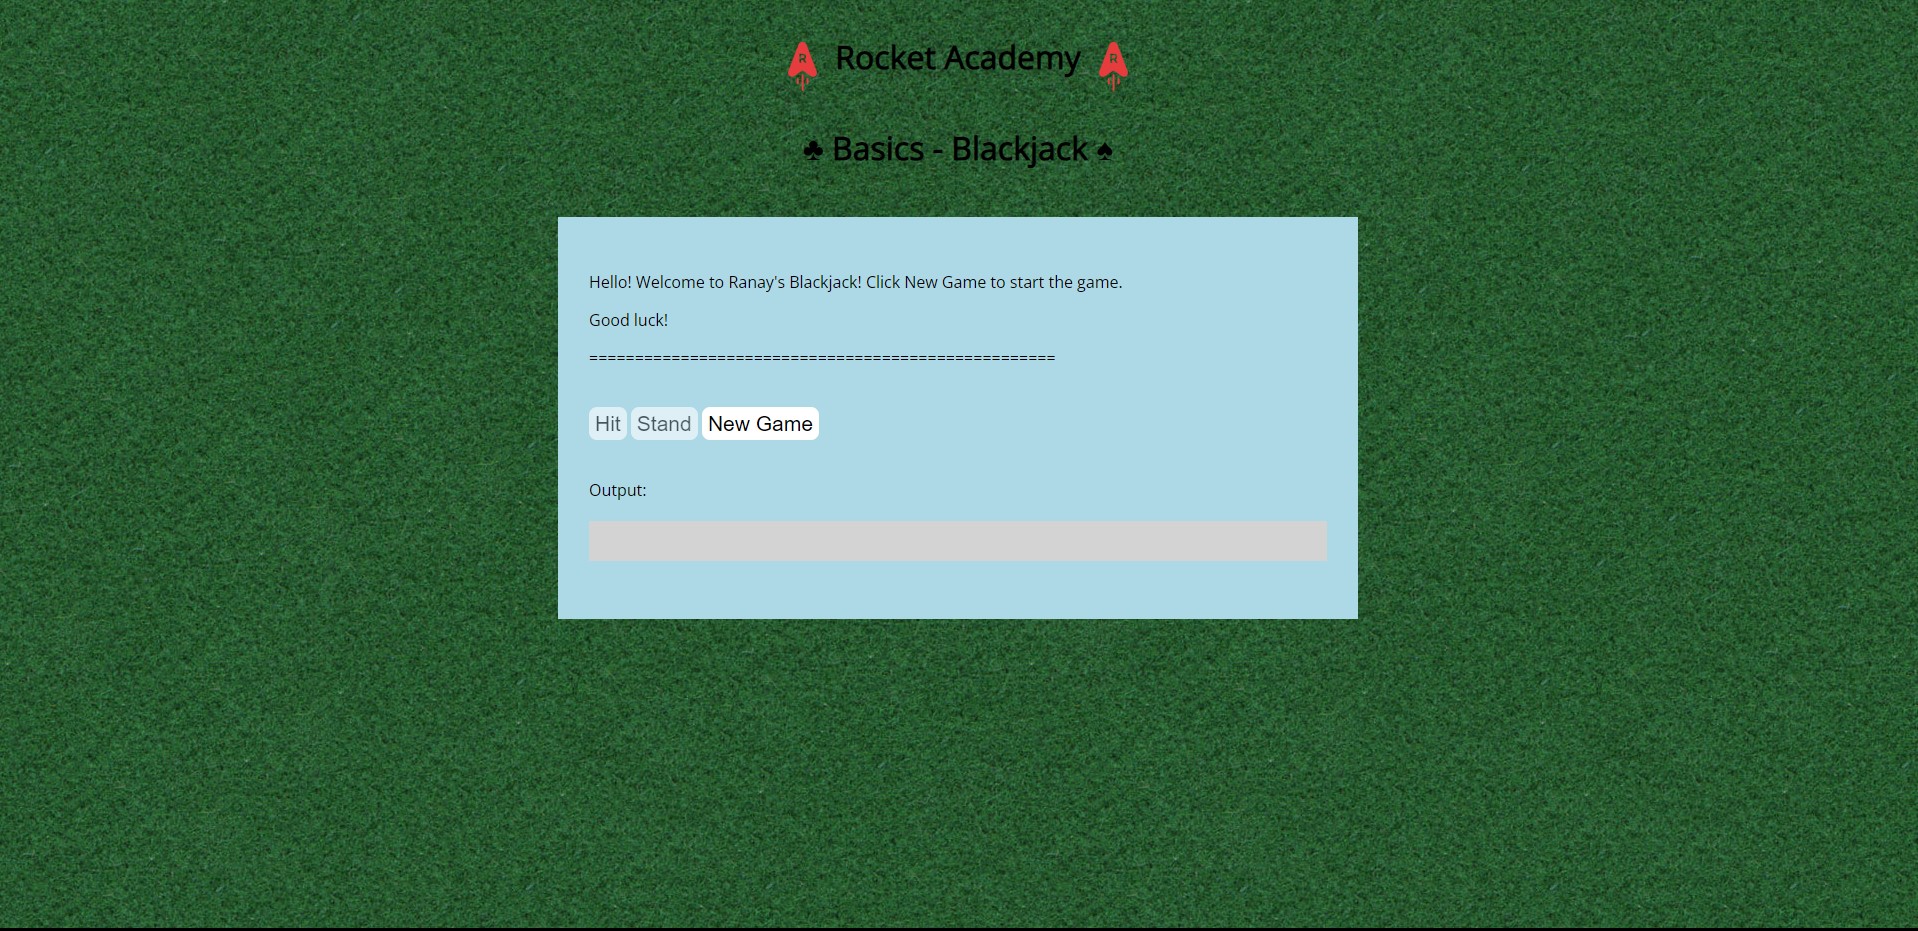 R Rocket Academy R
♣ Basics - Blackjack ♠
Hello! Welcome to Ranay's Blackjack! Click New Game to start the game.
Good luck!
===================================================
Hit Stand New Game
Output: